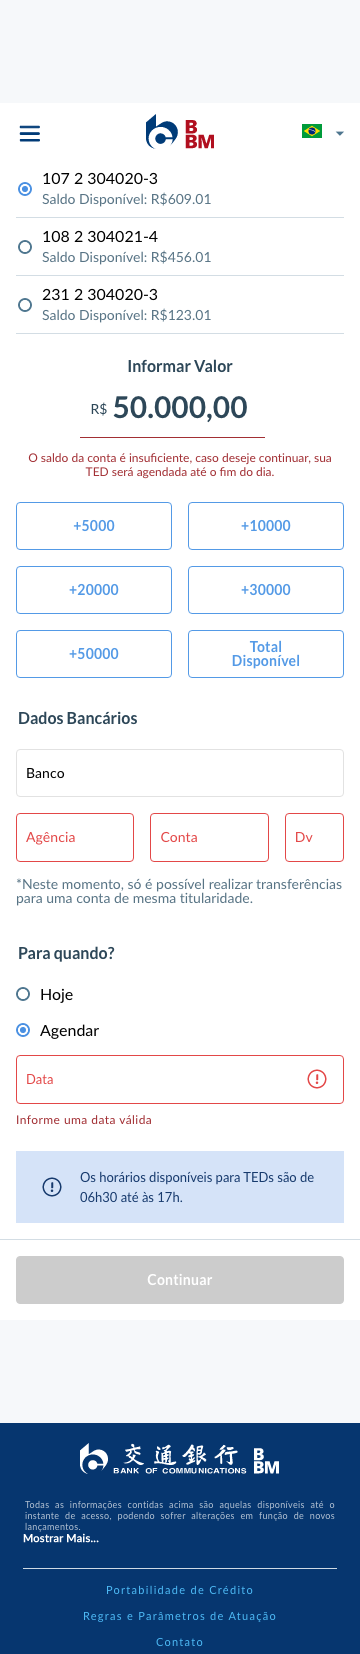 B
BM
107 2 304020-3
Saldo Disponível: R$609.01
108 2 304021-4
Saldo Disponível: R$456.01
231 2 304020-3
Saldo Disponível: R$123.01
Informar Valor
R$ 50.000,00
O saldo da conta é insuficiente, caso deseje continuar, sua
TED será agendada até o fim do dia.
+5000
+10000
+20000
+30000
+50000
Total
Disponível
Dados Bancários
Banco
Agência
Conta
Dv
*Neste momento, só é possível realizar transferências
para uma conta de mesma titularidade.
Para quando?
Hoje
Agendar
Data
Informe uma data válida
Os horários disponíveis para TEDs são de
06h30 até às 17h.
Continuar
交通銀行
BANK OF COMMUNICATIONS
B
BM
Todas as informações contidas acima são aquelas disponíveis até o
instante de acesso, podendo sofrer alterações em função de novos
lançamentos.
Mostrar Mais...
Portabilidade de Crédito
Regras e Parâmetros de Atuação
Contato